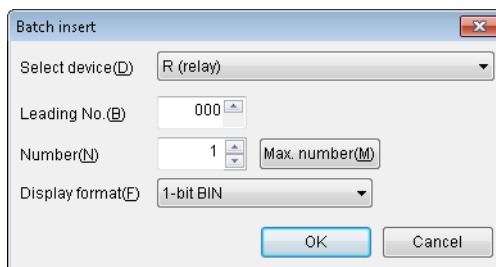 Batch insert
Select device(D) R (relay)
Leading No.(B) 000
Number(N) 1 Max. number(M)
Display format(F) 1-bit BIN
OK Cancel